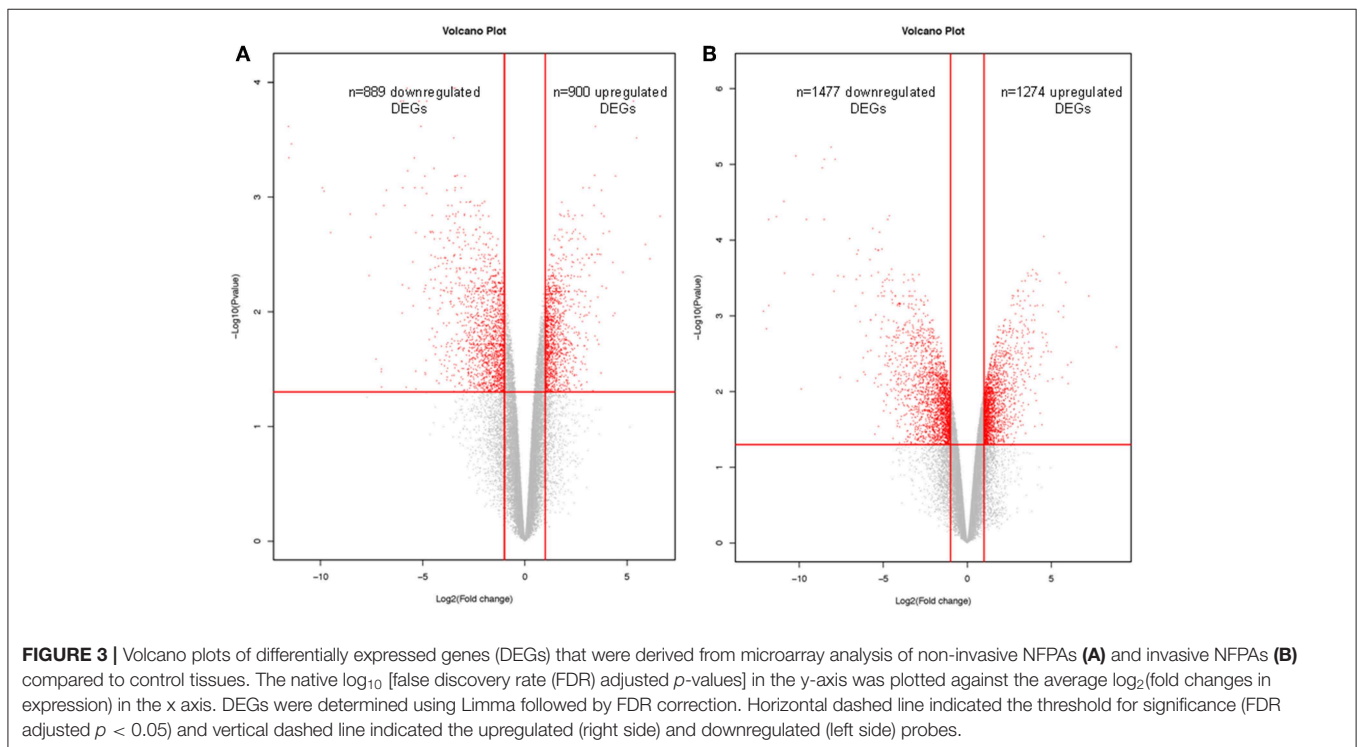 Volcano Plot
A
n=889 downregulated
DEGs
n=900 upregulated
DEGs
4
3
2
1
0
−Log10(Pvalue)
−10
−5
0
5
Log2(Fold change)
Volcano Plot
B
n=1477 downregulated
DEGs
n=1274 upregulated
DEGs
6
5
4
3
2
1
0
−Log10(Pvalue)
−10
−5
0
5
Log2(Fold change)
FIGURE 3 | Volcano plots of differentially expressed genes (DEGs) that were derived from microarray analysis of non-invasive NFPAs (A) and invasive NFPAs (B)
compared to control tissues. The native log10 [false discovery rate (FDR) adjusted p-values] in the y-axis was plotted against the average log2(fold changes in
expression) in the x axis. DEGs were determined using Limma followed by FDR correction. Horizontal dashed line indicated the threshold for significance (FDR
adjusted p < 0.05) and vertical dashed line indicated the upregulated (right side) and downregulated (left side) probes.